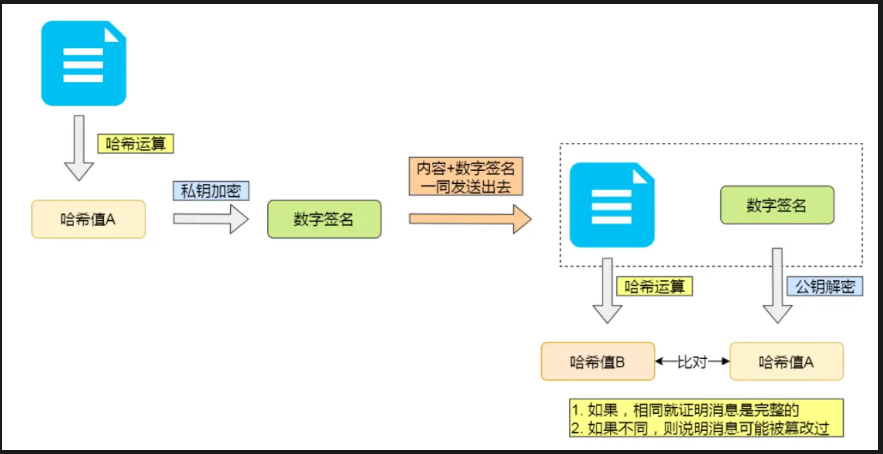 哈希运算
哈希值A
私钥加密
数字签名
内容+数字签名
一同发送出去
数字签名
哈希运算
公钥解密
哈希值B
比对
哈希值A
1. 如果，相同就证明消息是完整的
2. 如果不同，则说明消息可能被篡改过